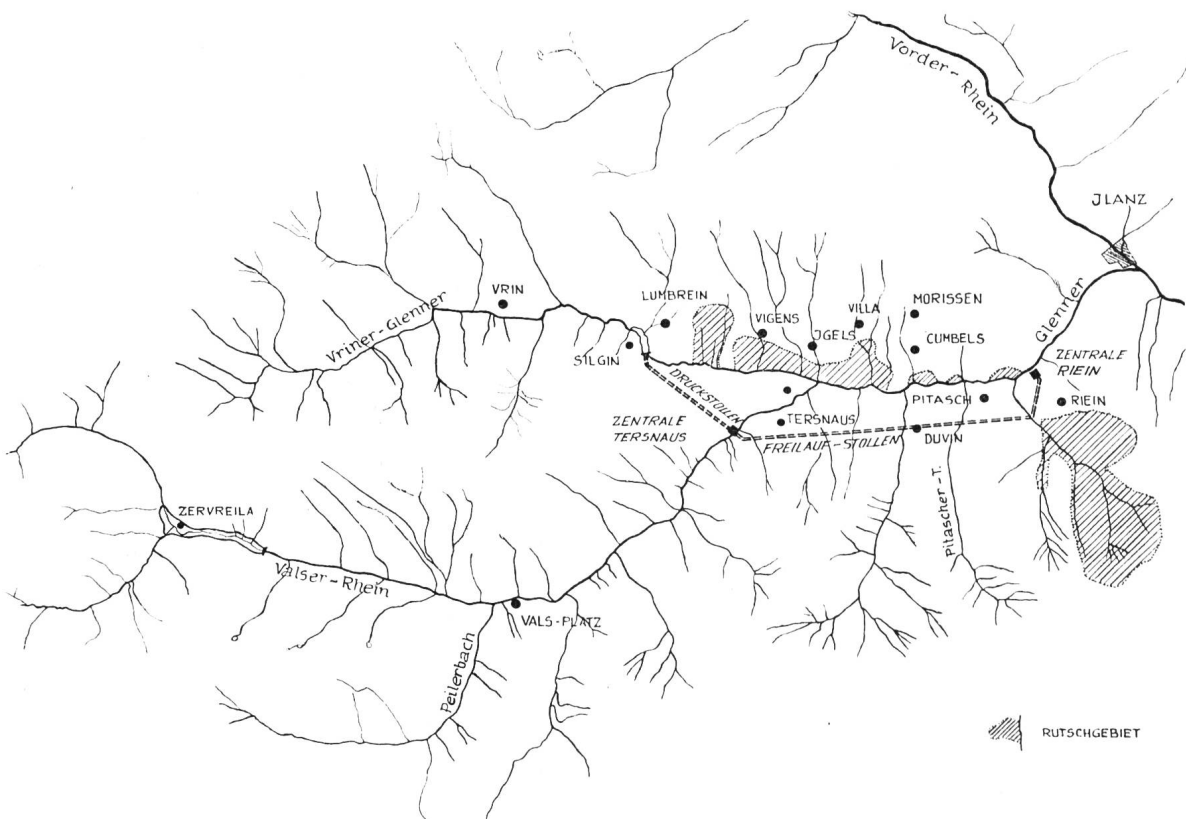 Vorder-Rhein
JLANZ
VRIN
LUMBREIN
VIGENS
JGELS
VILLA
MORISSEN
CUMBELS
Glenner
Vriner-Glenner
SILGIN
ZENTRALE
RIEIN
DRUCKSTOLLEN
PITASCH
RIEIN
ZENTRALE
TERSNAUS
TERSNAUS
FREILAUF-STOLLEN
DUVIN
ZERVREILA
Pitascher-T.
Valser-Rhein
VALS-PLATZ
Peilerbach
RUTSCHGEBIET